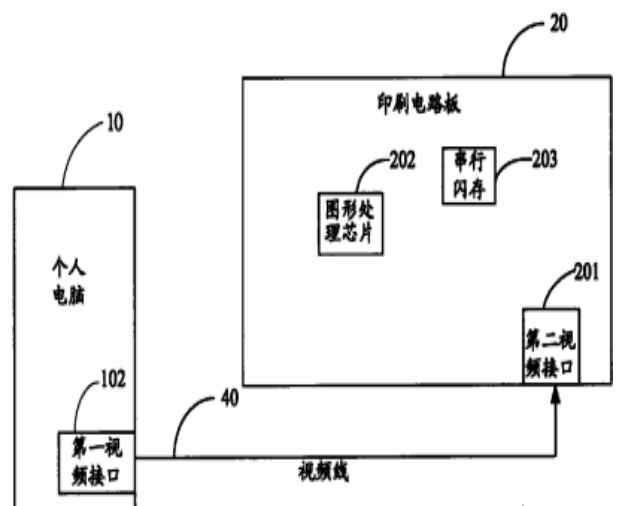 20
印刷电路板
10
202
串行
闪存
203
图形处
理芯片
个人
电脑
201
第二视
频接口
102
40
第一视
频接口
视频线